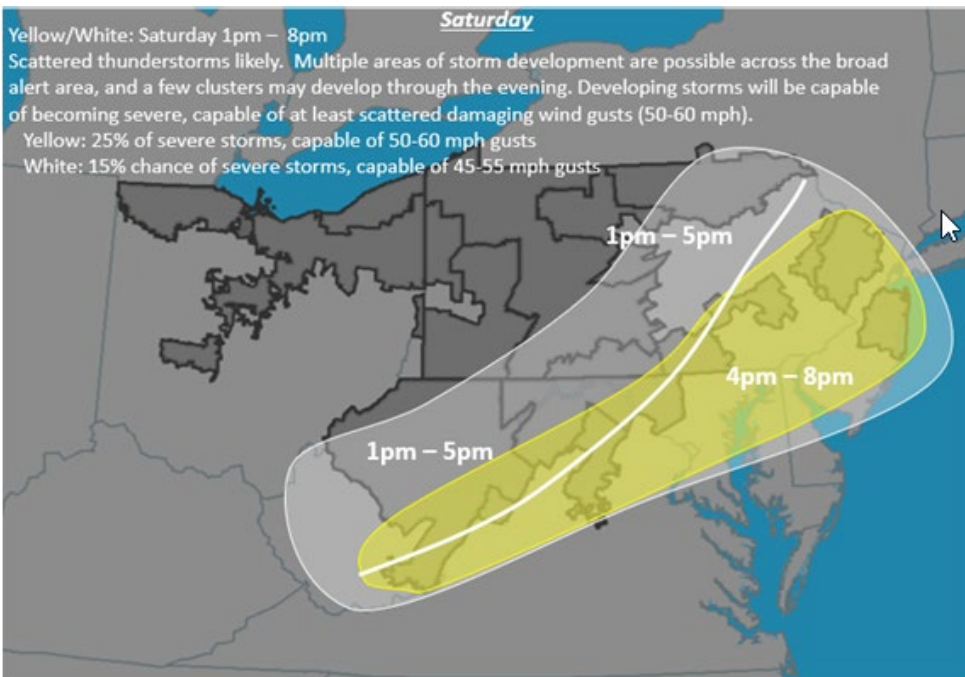 Saturday
Yellow/White: Saturday 1pm – 8pm
Scattered thunderstorms likely. Multiple areas of storm development are possible across the broad
alert area, and a few clusters may develop through the evening. Developing storms will be capable
of becoming severe, capable of at least scattered damaging wind gusts (50-60 mph).
Yellow: 25% of severe storms, capable of 50-60 mph gusts
White: 15% chance of severe storms, capable of 45-55 mph gusts
1pm – 5pm
4pm – 8pm
1pm – 5pm